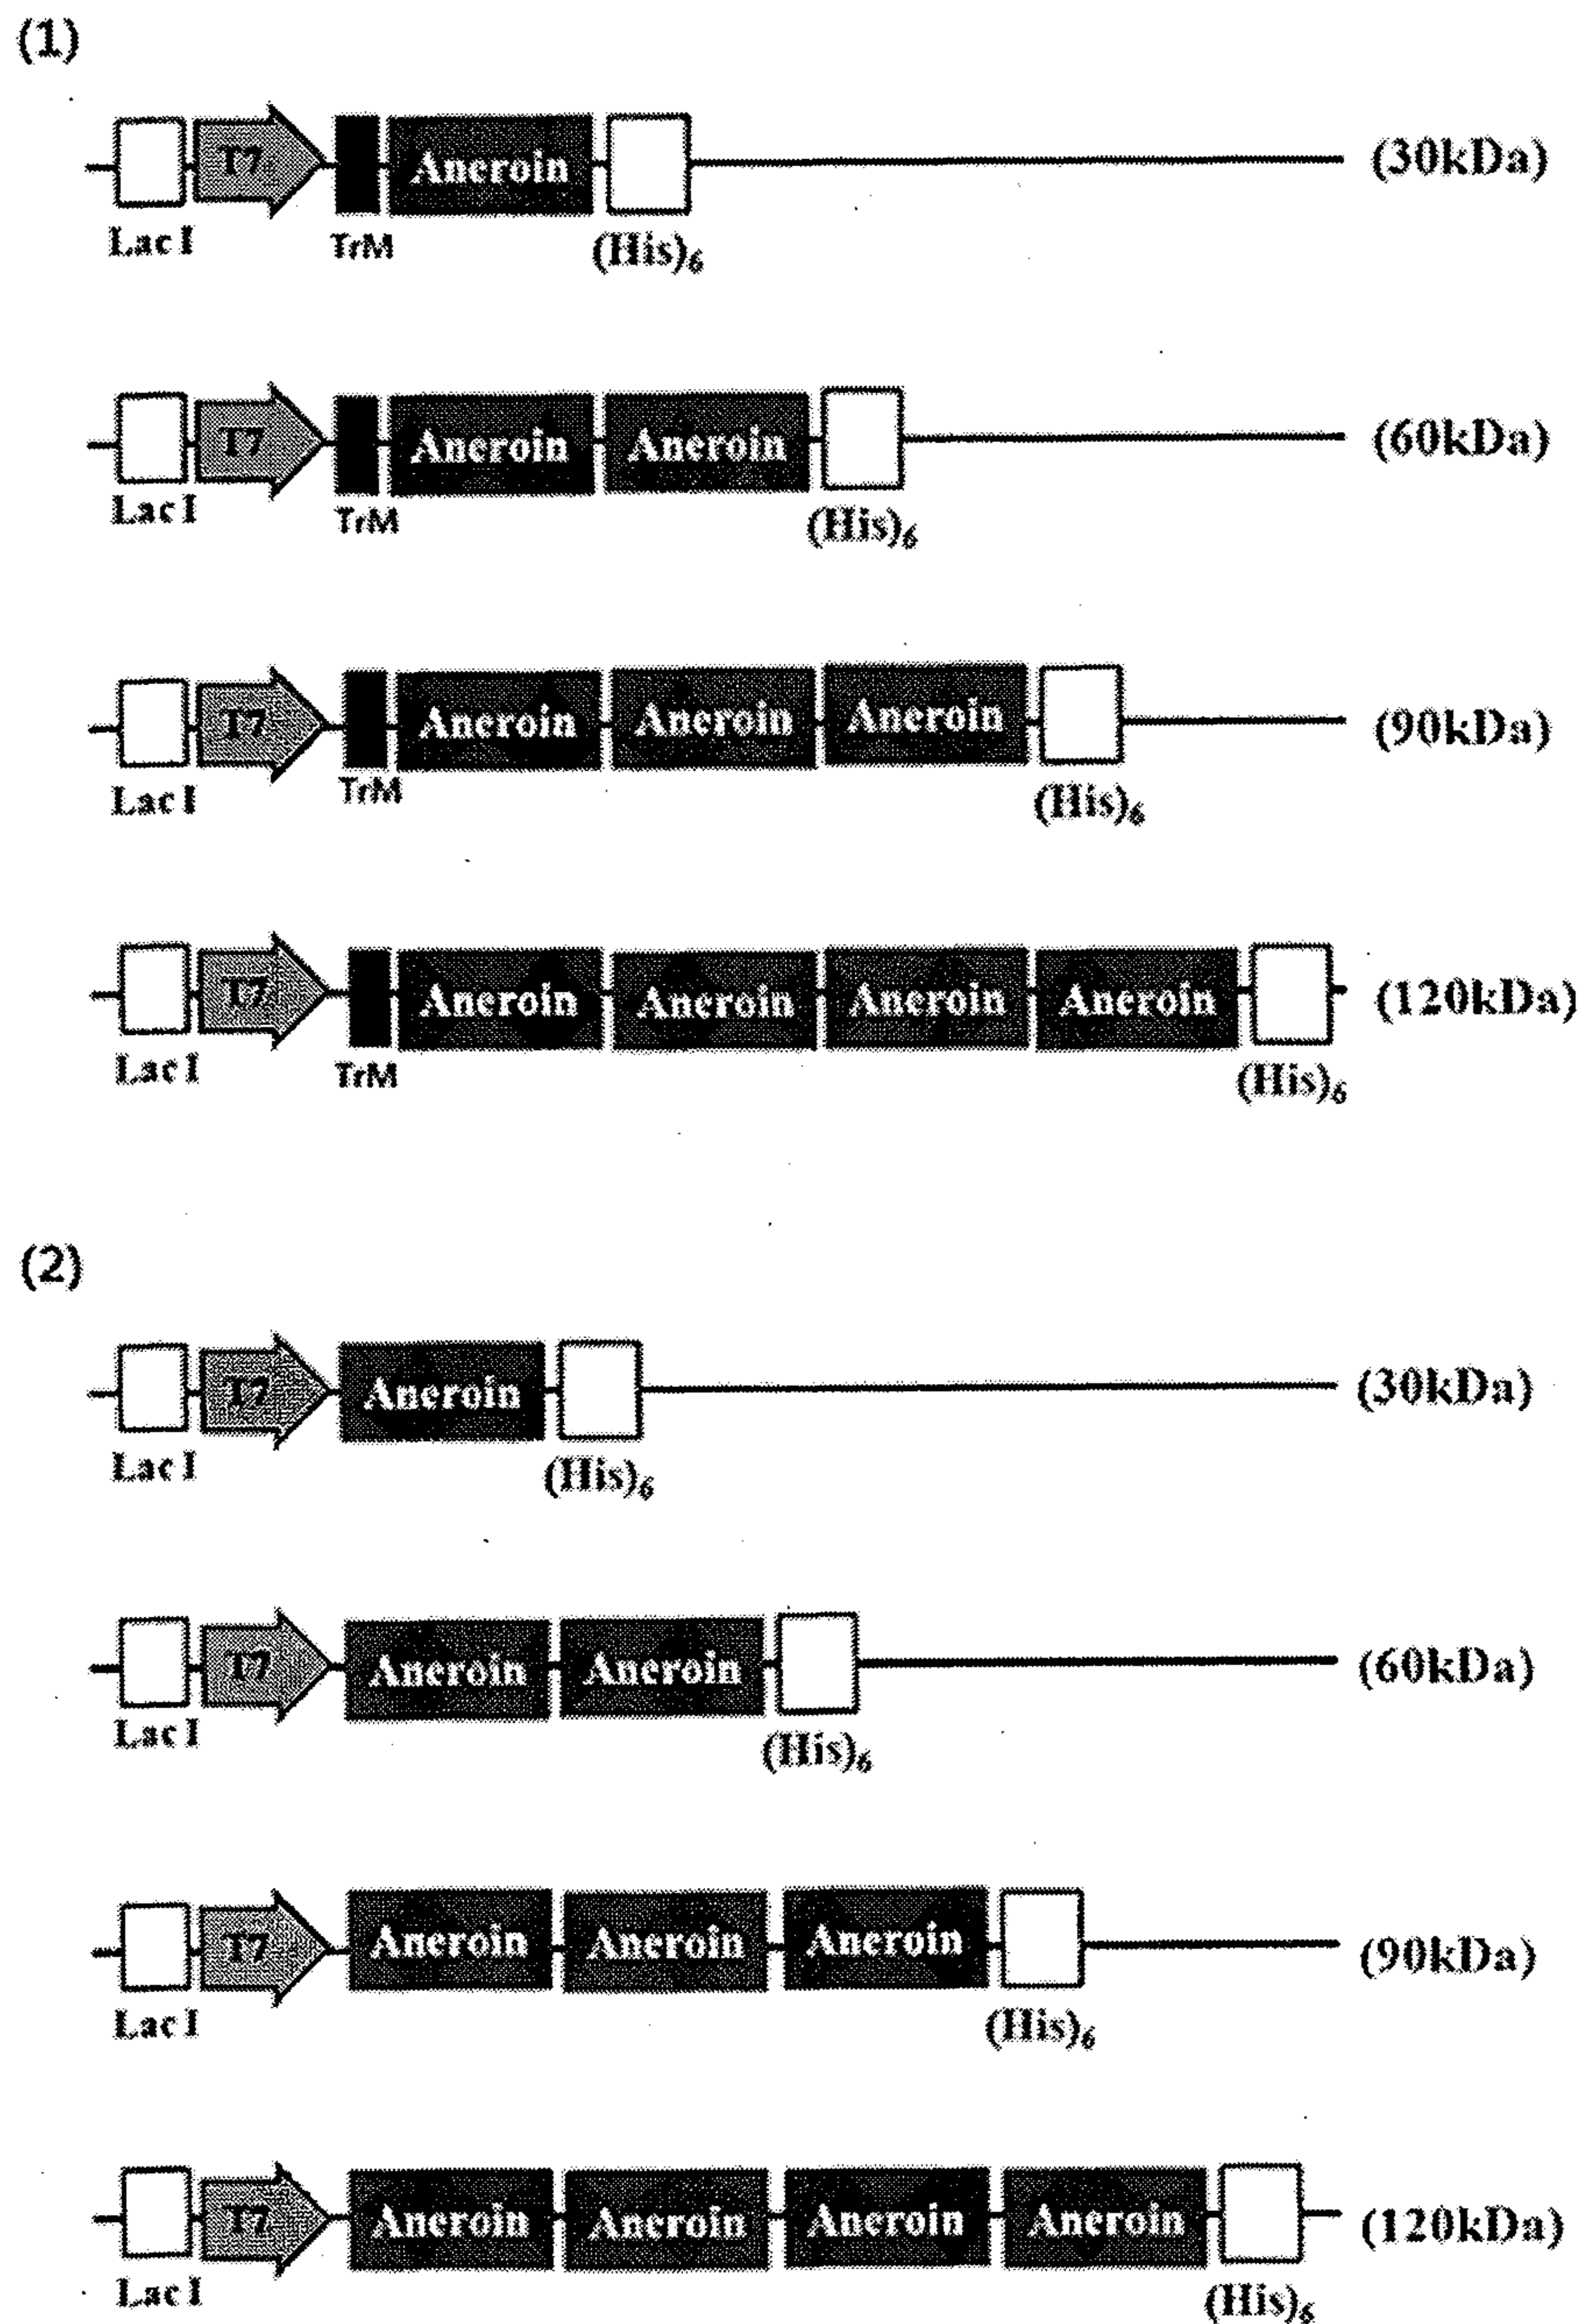 (1)
T7 Aneroin (30kDa)
Lac I TrM (His)6
T7 Aneroin Aneroin (60kDa)
Lac I TrM (His)6
T7 Aneroin Aneroin Aneroin (90kDa)
Lac I TrM (His)6
T7 Aneroin Aneroin Aneroin Aneroin (120kDa)
Lac I TrM (His)6
(2)
T7 Aneroin (30kDa)
Lac I (His)6
T7 Aneroin Aneroin (60kDa)
Lac I (His)6
T7 Aneroin Aneroin Aneroin (90kDa)
Lac I (His)6
T7 Aneroin Aneroin Aneroin Aneroin (120kDa)
Lac I (His)6